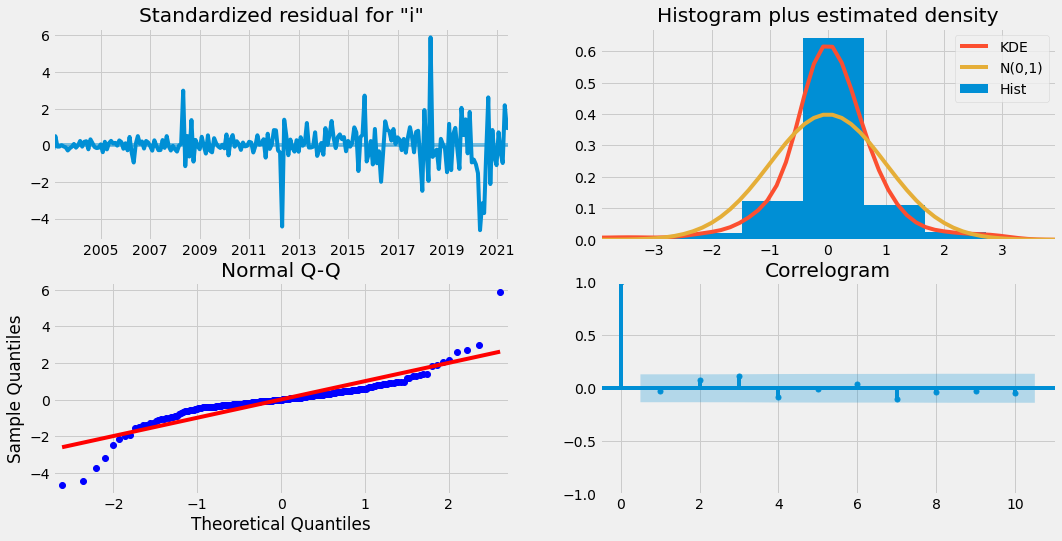 Standardized residual for "i"
6
4
2
0
−2
−4
2005 2007 2009 2011 2013 2015 2017 2019 2021
Histogram plus estimated density
0.6
0.5
0.4
0.3
0.2
0.1
0.0
−3 −2 −1 0 1 2 3
KDE
N(0,1)
Hist
Normal Q-Q
Sample Quantiles
6
4
2
0
−2
−4
−2 −1 0 1 2
Theoretical Quantiles
Correlogram
1.0
0.5
0.0
−0.5
−1.0
0 2 4 6 8 10